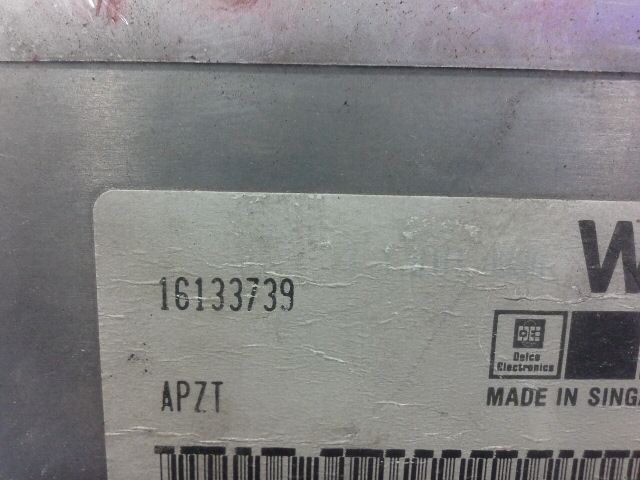 W
16133739
Delco
Electronics
MADE IN SINGA
APZT